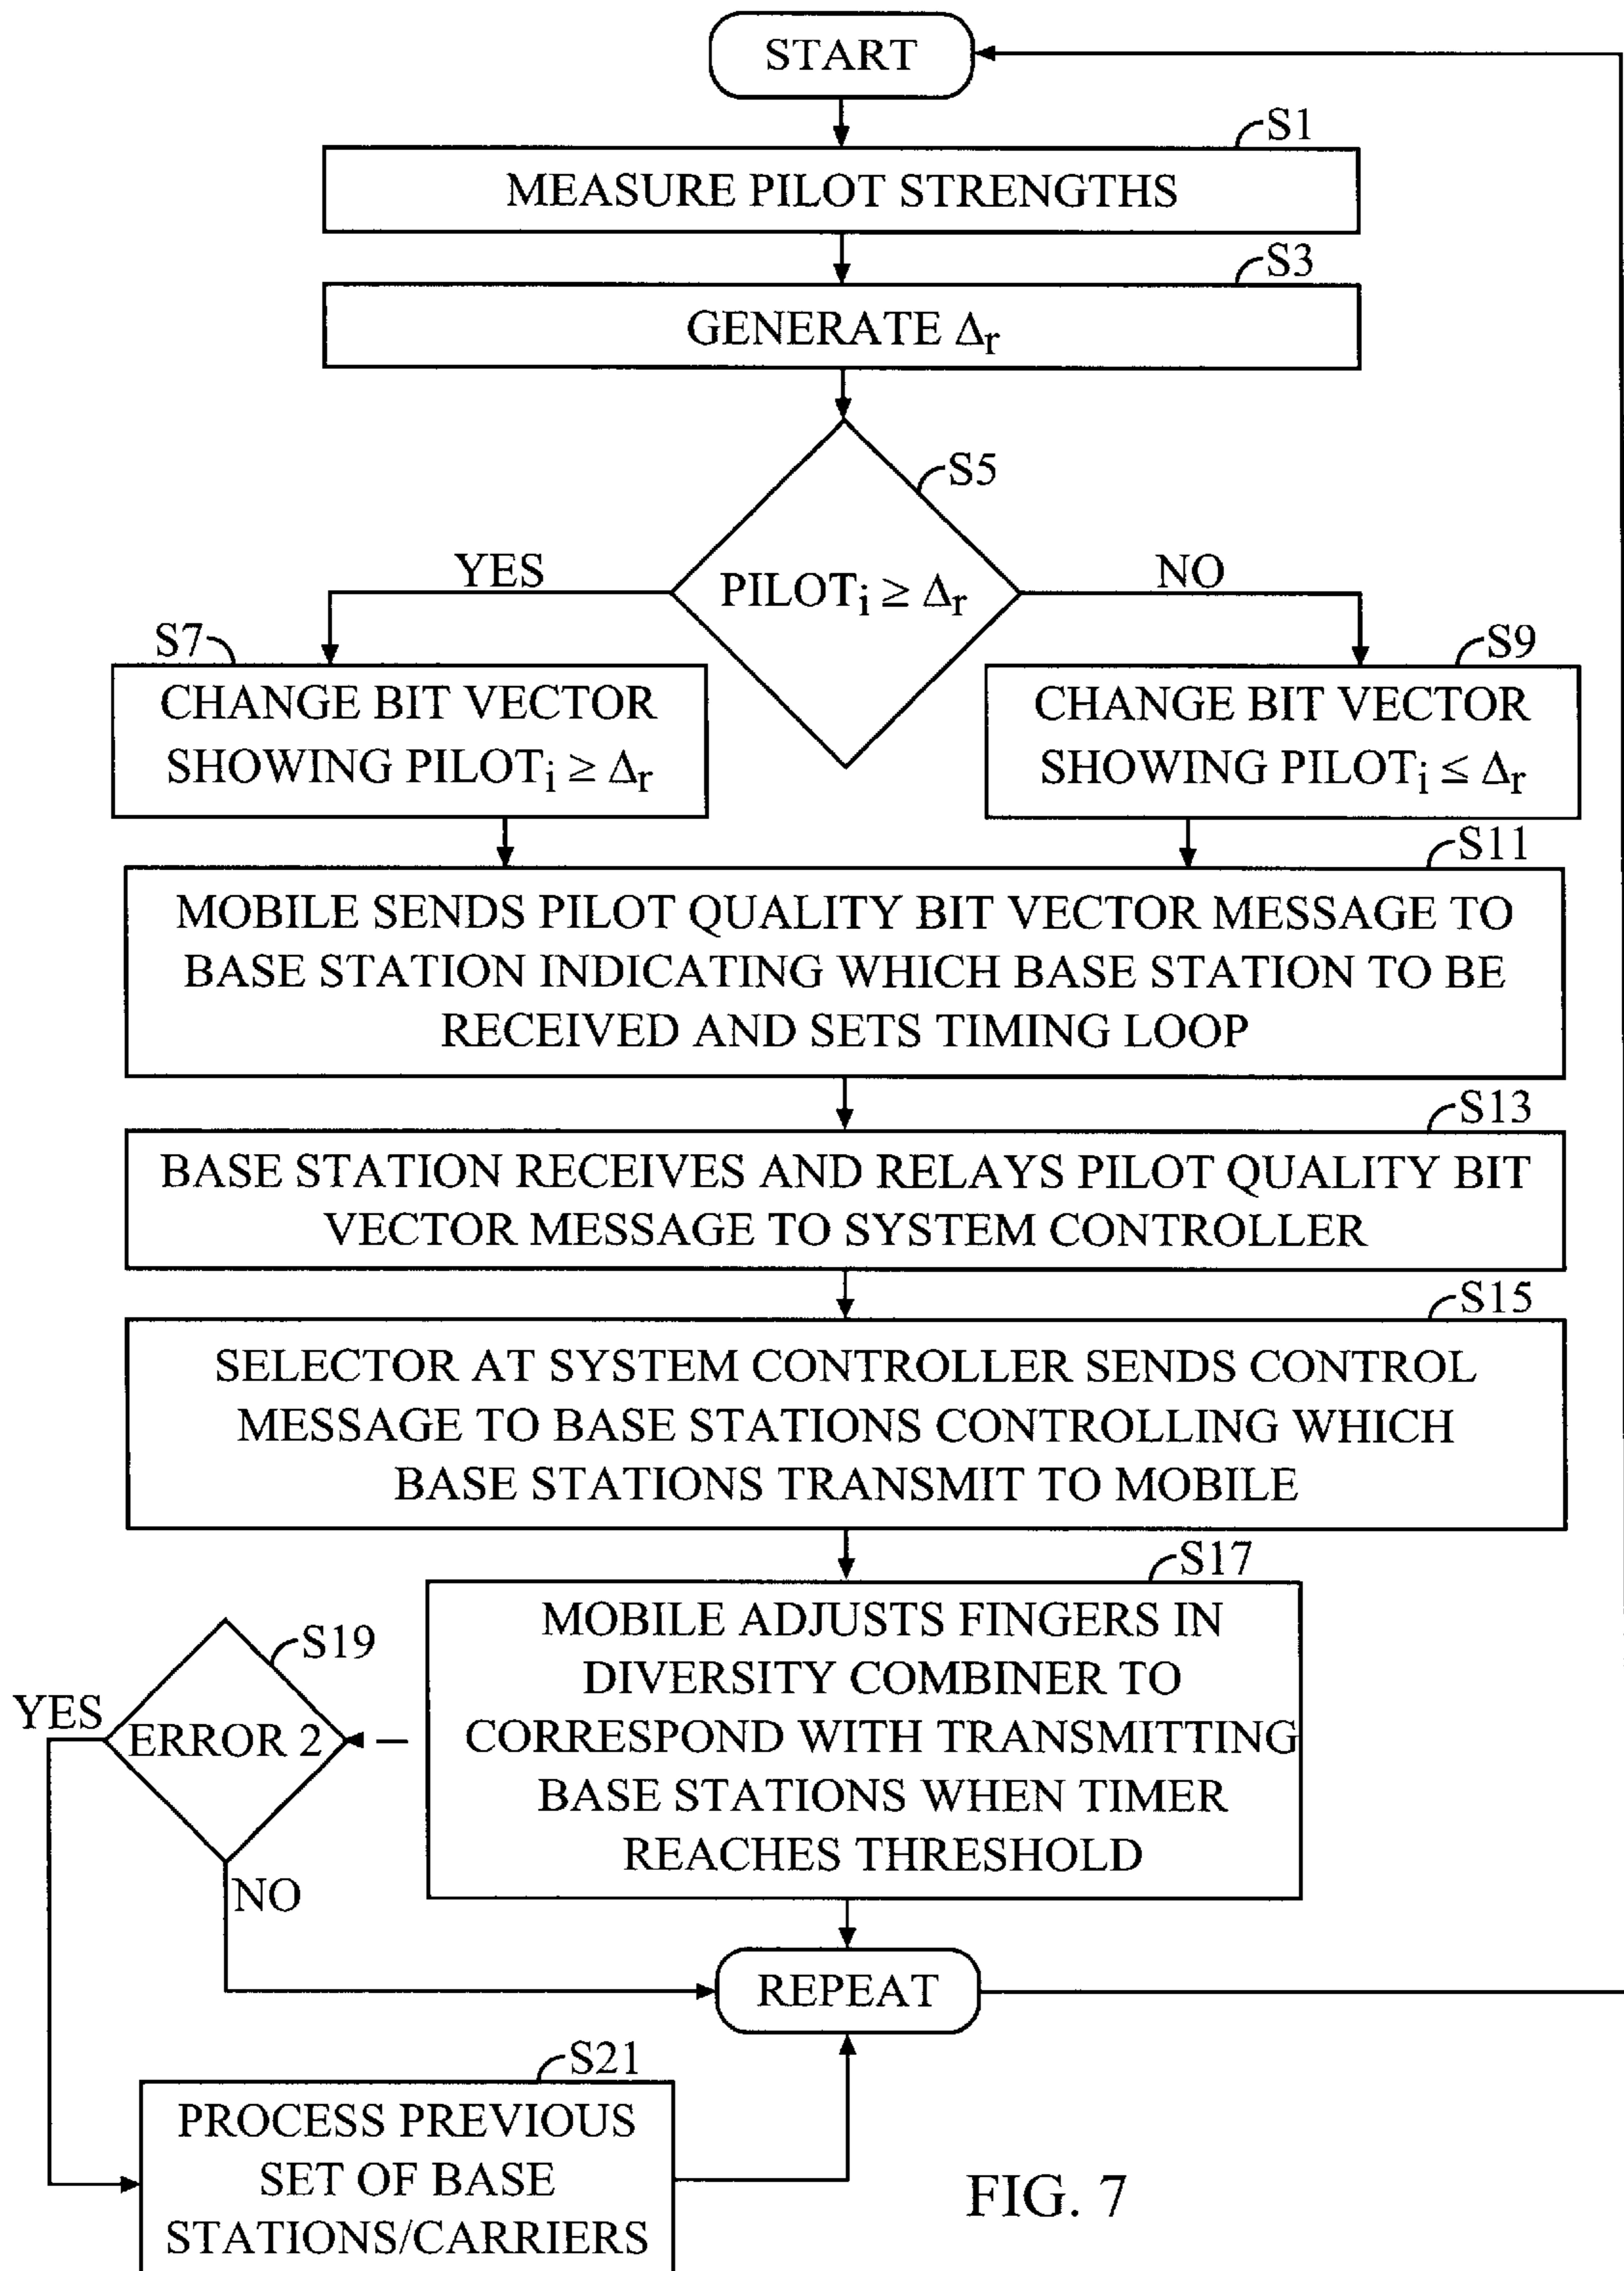 START
S1
MEASURE PILOT STRENGTHS
S3
GENERATE Δr
S5
PILOTi ≥ Δr
YES
NO
S7
CHANGE BIT VECTOR
SHOWING PILOTi ≥ Δr
S9
CHANGE BIT VECTOR
SHOWING PILOTi ≤ Δr
S11
MOBILE SENDS PILOT QUALITY BIT VECTOR MESSAGE TO
BASE STATION INDICATING WHICH BASE STATION TO BE
RECEIVED AND SETS TIMING LOOP
S13
BASE STATION RECEIVES AND RELAYS PILOT QUALITY BIT
VECTOR MESSAGE TO SYSTEM CONTROLLER
S15
SELECTOR AT SYSTEM CONTROLLER SENDS CONTROL
MESSAGE TO BASE STATIONS CONTROLLING WHICH
BASE STATIONS TRANSMIT TO MOBILE
S17
MOBILE ADJUSTS FINGERS IN
DIVERSITY COMBINER TO
CORRESPOND WITH TRANSMITTING
BASE STATIONS WHEN TIMER
REACHES THRESHOLD
S19
ERROR 2
YES
NO
REPEAT
S21
PROCESS PREVIOUS
SET OF BASE
STATIONS/CARRIERS
FIG. 7